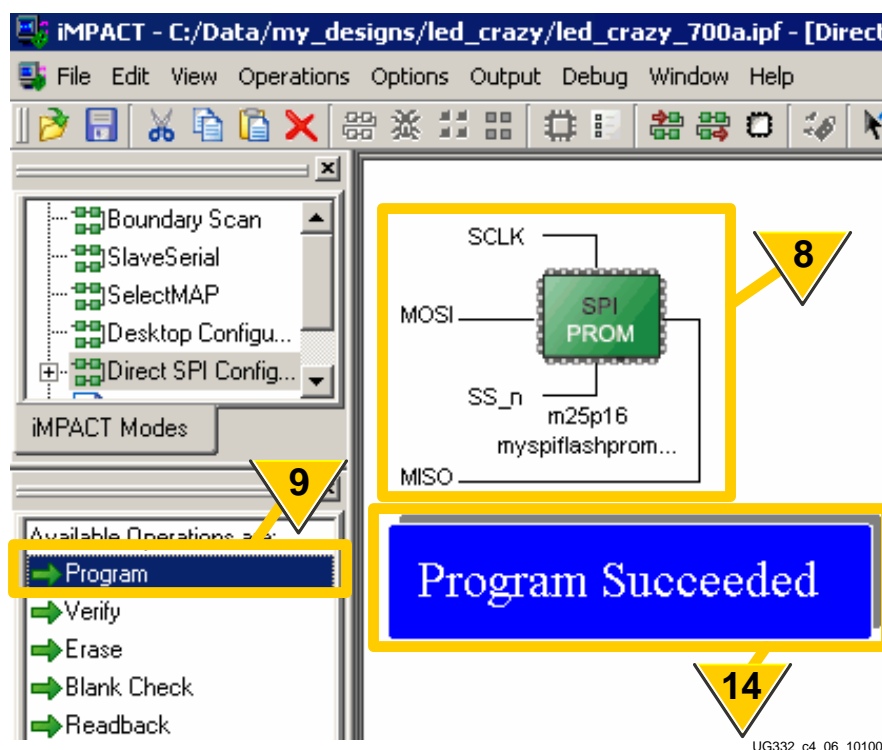 iMPACT - C:/Data/my_designs/led_crazy/led_crazy_700a.ipf - [Direct
File Edit View Operations Options Output Debug Window Help
Boundary Scan
SlaveSerial
SelectMAP
Desktop Configu...
Direct SPI Config...
iMPACT Modes
SCLK
MOSI
SPI
PROM
SS_n
m25p16
myspiflashprom...
MISO
8
9
Available Operations are:
Program
Verify
Erase
Blank Check
Readback
Program Succeeded
14
UG332_c4_06_10100